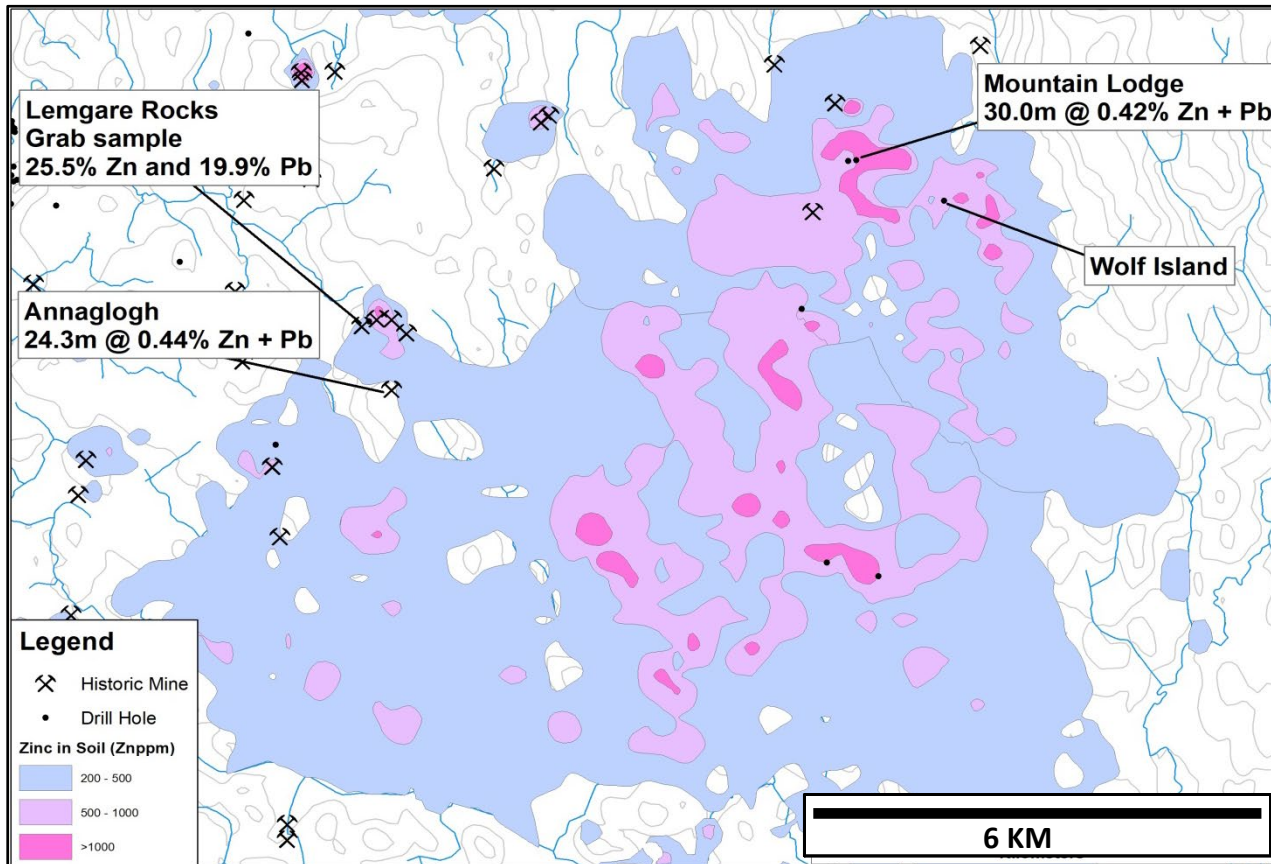 Lemgare Rocks
Grab sample
25.5% Zn and 19.9% Pb
Annaglogh
24.3m @ 0.44% Zn + Pb
Mountain Lodge
30.0m @ 0.42% Zn + Pb
Wolf Island
Legend
Historic Mine
Drill Hole
Zinc in Soil (Znppm)
200 - 500
500 - 1000
>1000
6 KM